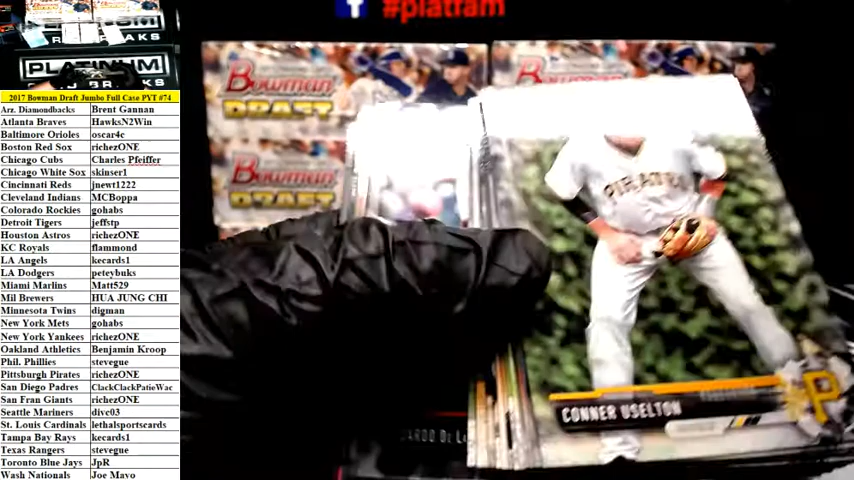 #platfam
PLATINUM
BREAKS
2017 Bowman Draft Jumbo Full Case PYT #74
Arz. Diamondbacks Brent Gannan
Atlanta Braves HawksN2Win
Baltimore Orioles oscar4c
Boston Red Sox richezONE
Chicago Cubs Charles Pfeiffer
Chicago White Sox skinser1
Cincinnati Reds jnewt1222
Cleveland Indians MCBoppa
Colorado Rockies gohabs
Detroit Tigers jeffstp
Houston Astros richezONE
KC Royals flammond
LA Angels kecards1
LA Dodgers peteybuks
Miami Marlins Matt529
Mil Brewers HUA JUNG CHI
Minnesota Twins digman
New York Mets gohabs
New York Yankees richezONE
Oakland Athletics Benjamin Kroop
Phil. Phillies stevegue
Pittsburgh Pirates richezONE
San Diego Padres ClackClackPatieWac
San Fran Giants richezONE
Seattle Mariners divc03
St. Louis Cardinals lethalsportscards
Tampa Bay Rays kecards1
Texas Rangers stevegue
Toronto Blue Jays JpR
Wash Nationals Joe Mayo
Bowman
DRAFT
Bowman
Bowman
DRAFT
PIRATES
CONNER USELTON
P